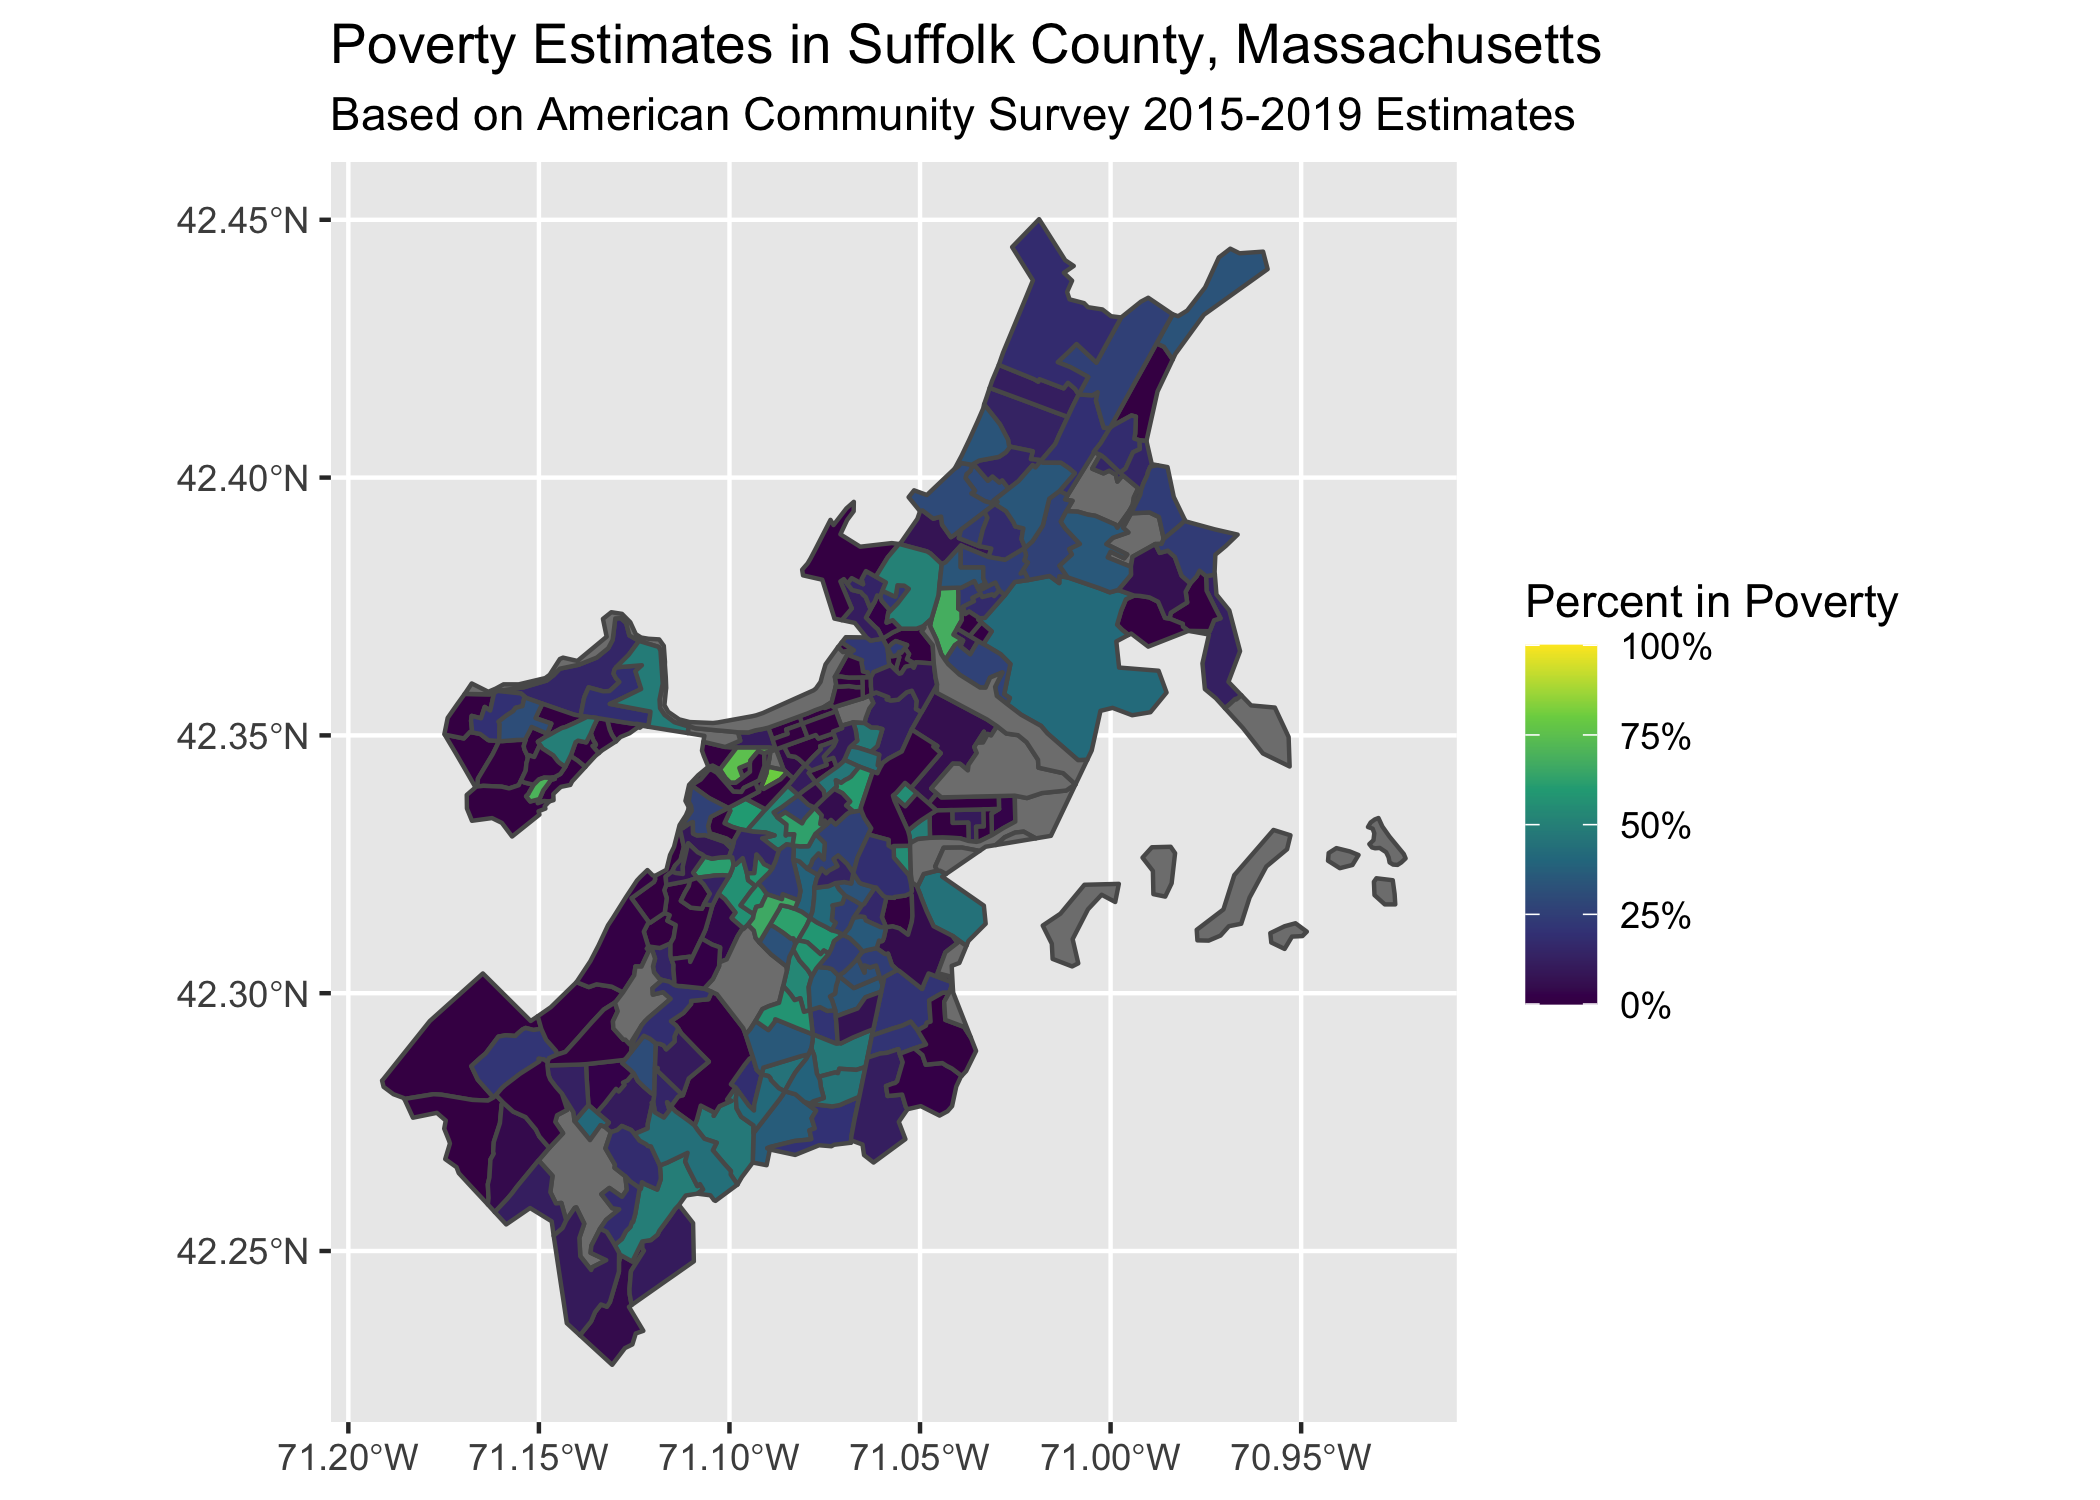 Poverty Estimates in Suffolk County, Massachusetts
Based on American Community Survey 2015-2019 Estimates
42.45°N
42.40°N
42.35°N
42.30°N
42.25°N
71.20°W
71.15°W
71.10°W
71.05°W
71.00°W
70.95°W
Percent in Poverty
100%
75%
50%
25%
0%